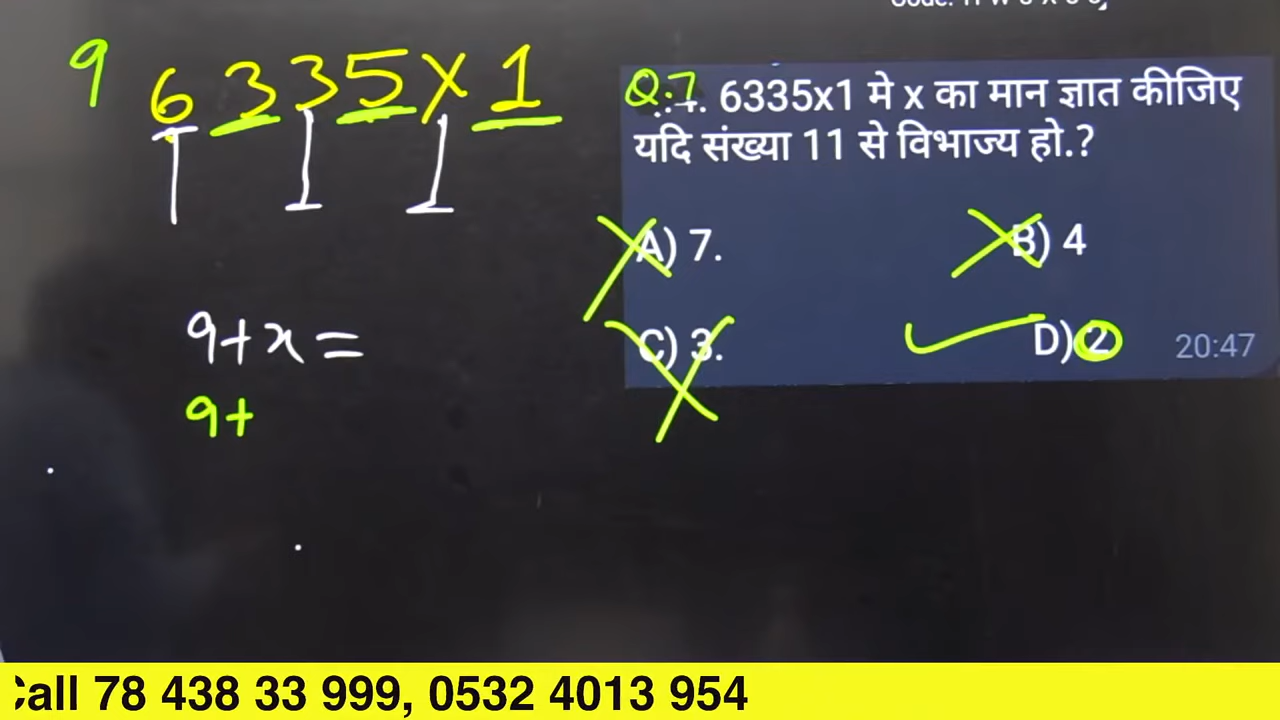 9 6335x1
Q.7 6335x1 मे x का मान ज्ञात कीजिए
यदि संख्या 11 से विभाज्य हो.?
A) 7.
B) 4
C) 3.
D) 2
20:47
9+x=
9+
Call 78 438 33 999, 0532 4013 954